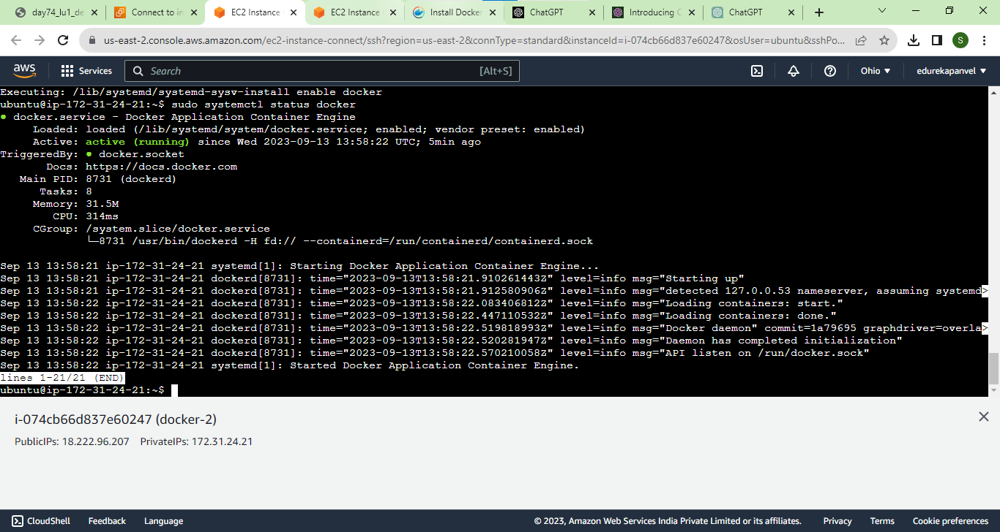 day74_lu1_de
Connect to in
EC2 Instance
EC2 Instance
Install Docker
ChatGPT
Introducing C
ChatGPT
us-east-2.console.aws.amazon.com/ec2-instance-connect/ssh?region=us-east-2&connType=standard&instanceId=i-074cb66d837e60247&osUser=ubuntu&sshPo...
S
aws
Services
Search
[Alt+S]
Ohio
edurekapanvel
Executing: /lib/systemd/systemd-sysv-install enable docker
ubuntu@ip-172-31-24-21:~$ sudo systemctl status docker
● docker.service - Docker Application Container Engine
Loaded: loaded (/lib/systemd/system/docker.service; enabled; vendor preset: enabled)
Active: active (running) since Wed 2023-09-13 13:58:22 UTC; 5min ago
TriggeredBy: ● docker.socket
Docs: https://docs.docker.com
Main PID: 8731 (dockerd)
Tasks: 8
Memory: 31.5M
CPU: 314ms
CGroup: /system.slice/docker.service
└─8731 /usr/bin/dockerd -H fd:// --containerd=/run/containerd/containerd.sock
Sep 13 13:58:21 ip-172-31-24-21 systemd[1]: Starting Docker Application Container Engine...
Sep 13 13:58:21 ip-172-31-24-21 dockerd[8731]: time="2023-09-13T13:58:21.910261443Z" level=info msg="Starting up"
Sep 13 13:58:21 ip-172-31-24-21 dockerd[8731]: time="2023-09-13T13:58:21.912580906Z" level=info msg="detected 127.0.0.53 nameserver, assuming systemd>
Sep 13 13:58:22 ip-172-31-24-21 dockerd[8731]: time="2023-09-13T13:58:22.083406812Z" level=info msg="Loading containers: start."
Sep 13 13:58:22 ip-172-31-24-21 dockerd[8731]: time="2023-09-13T13:58:22.447110532Z" level=info msg="Loading containers: done."
Sep 13 13:58:22 ip-172-31-24-21 dockerd[8731]: time="2023-09-13T13:58:22.519818993Z" level=info msg="Docker daemon" commit=1a79695 graphdriver=overla>
Sep 13 13:58:22 ip-172-31-24-21 dockerd[8731]: time="2023-09-13T13:58:22.520281947Z" level=info msg="Daemon has completed initialization"
Sep 13 13:58:22 ip-172-31-24-21 dockerd[8731]: time="2023-09-13T13:58:22.570210058Z" level=info msg="API listen on /run/docker.sock"
Sep 13 13:58:22 ip-172-31-24-21 systemd[1]: Started Docker Application Container Engine.
lines 1-21/21 (END)
ubuntu@ip-172-31-24-21:~$
i-074cb66d837e60247 (docker-2)
PublicIPs: 18.222.96.207 PrivateIPs: 172.31.24.21
CloudShell
Feedback
Language
© 2023, Amazon Web Services India Private Limited or its affiliates.
Privacy
Terms
Cookie preferences